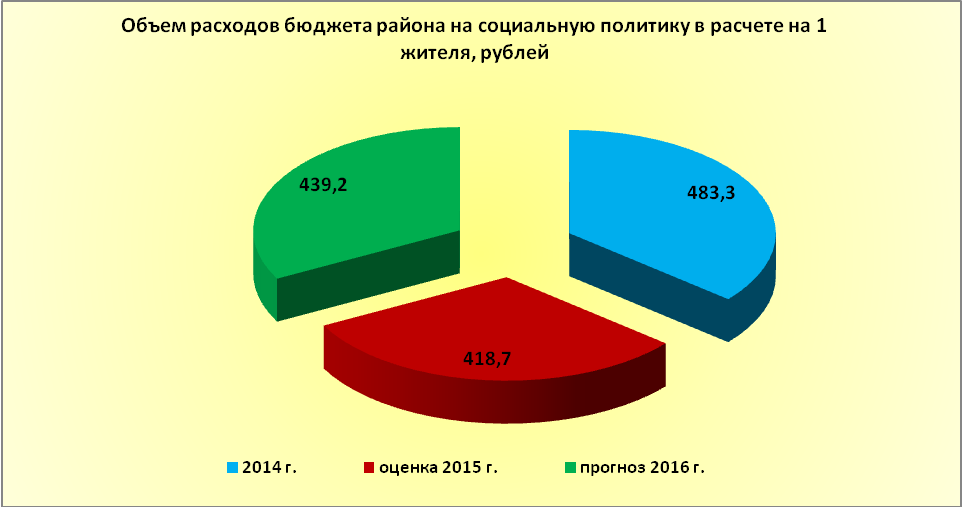 Объем расходов бюджета района на социальную политику в расчете на 1
жителя, рублей
439,2
483,3
418,7
2014 г.
оценка 2015 г.
прогноз 2016 г.